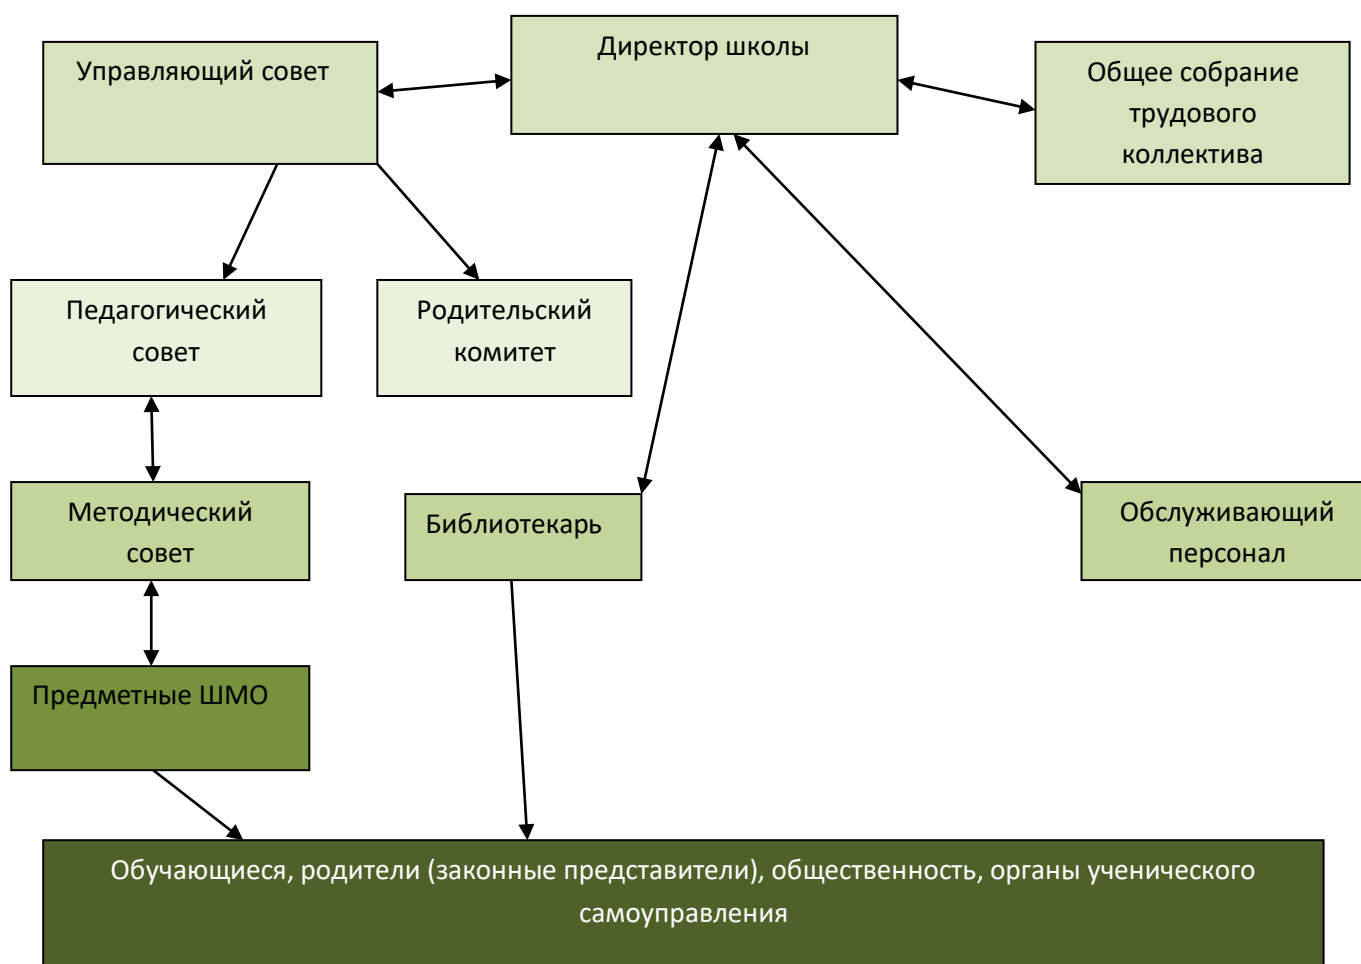 Управляющий совет
Директор школы
Общее собрание
трудового
коллектива
Педагогический
совет
Родительский
комитет
Методический
совет
Библиотекарь
Обслуживающий
персонал
Предметные ШМО
Обучающиеся, родители (законные представители), общественность, органы ученического
самоуправления